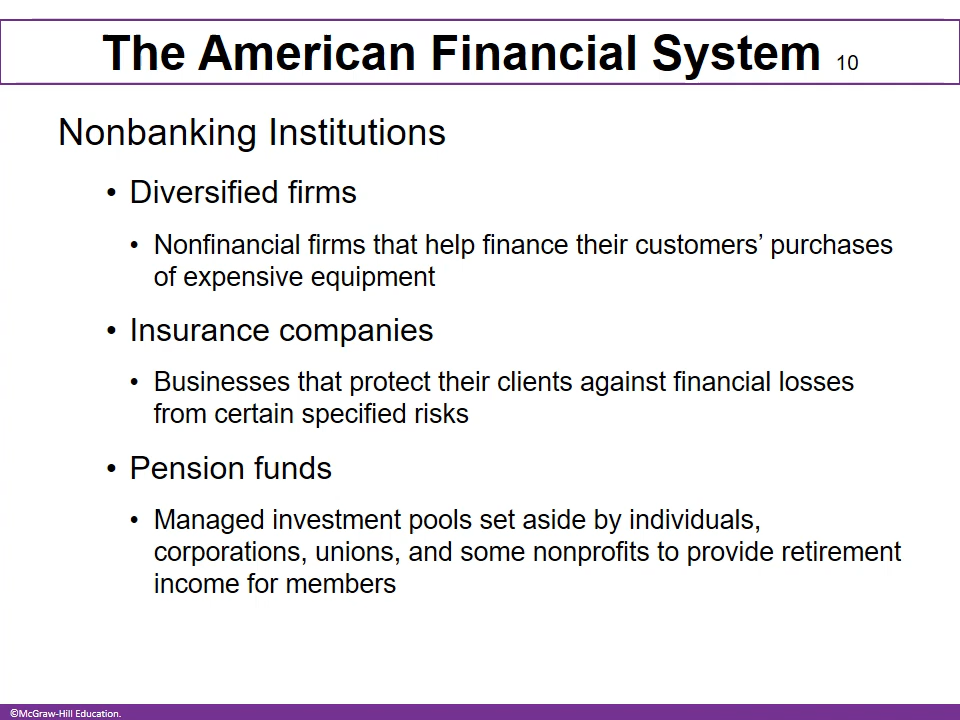 The American Financial System 10
Nonbanking Institutions
• Diversified firms
• Nonfinancial firms that help finance their customers’ purchases
of expensive equipment
• Insurance companies
• Businesses that protect their clients against financial losses
from certain specified risks
• Pension funds
• Managed investment pools set aside by individuals,
corporations, unions, and some nonprofits to provide retirement
income for members
©McGraw-Hill Education.